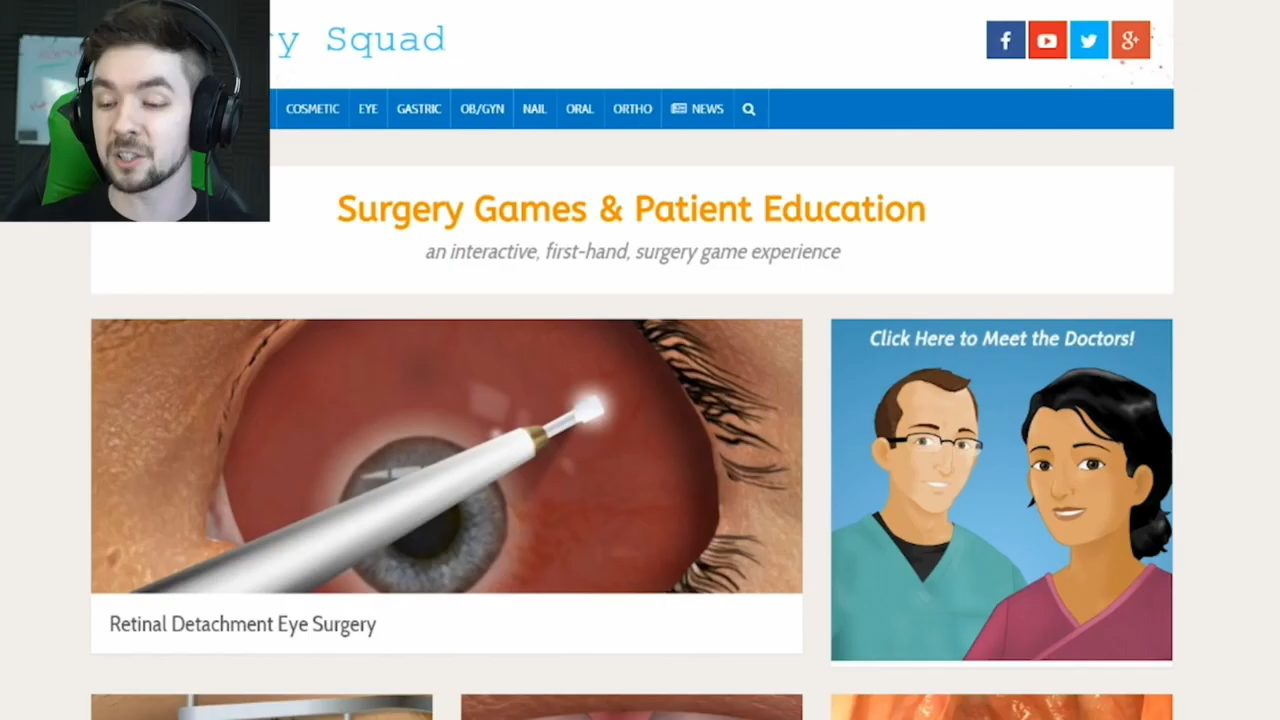 y Squad
COSMETIC EYE GASTRIC OB/GYN NAIL ORAL ORTHO NEWS
Surgery Games & Patient Education
an interactive, first-hand, surgery game experience
Click Here to Meet the Doctors!
Retinal Detachment Eye Surgery